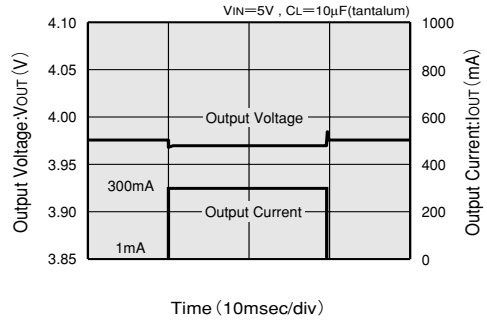 VIN=5V , CL=10μF(tantalum)
4.10
4.05
4.00
3.95
3.90
3.85
Output Voltage:VOUT (V)
Output Voltage
300mA
Output Current
1mA
1000
800
600
400
200
0
Output Current:IOUT (mA)
Time (10msec/div)